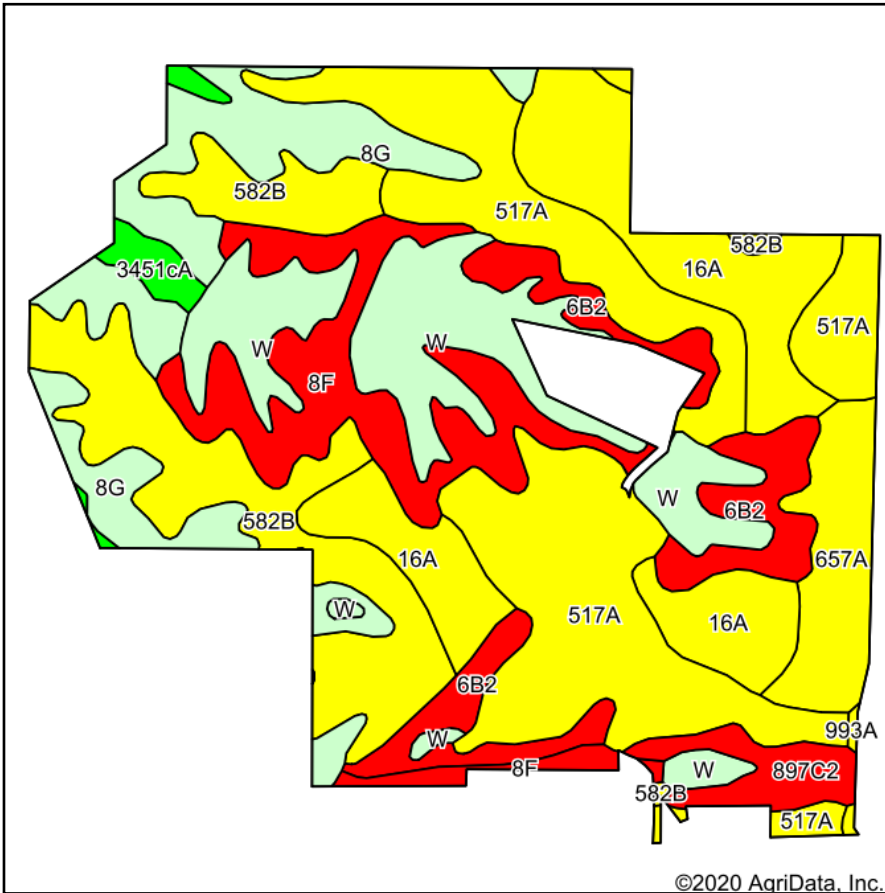 8G
582B
517A
582B
16A
3451cA
6B2
517A
W
W
8F
8G
W
6B2
582B
16A
657A
W
517A
16A
6B2
993A
W
8F
W
897C2
582B
517A
©2020 AgriData, Inc.